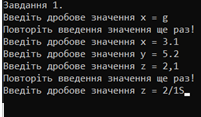 Завдання 1.
Введіть дробове значення x = g
Повторіть введення значення ще раз!
Введіть дробове значення x = 3.1
Введіть дробове значення y = 5.2
Введіть дробове значення z = 2,1
Повторіть введення значення ще раз!
Введіть дробове значення z = 2/1S